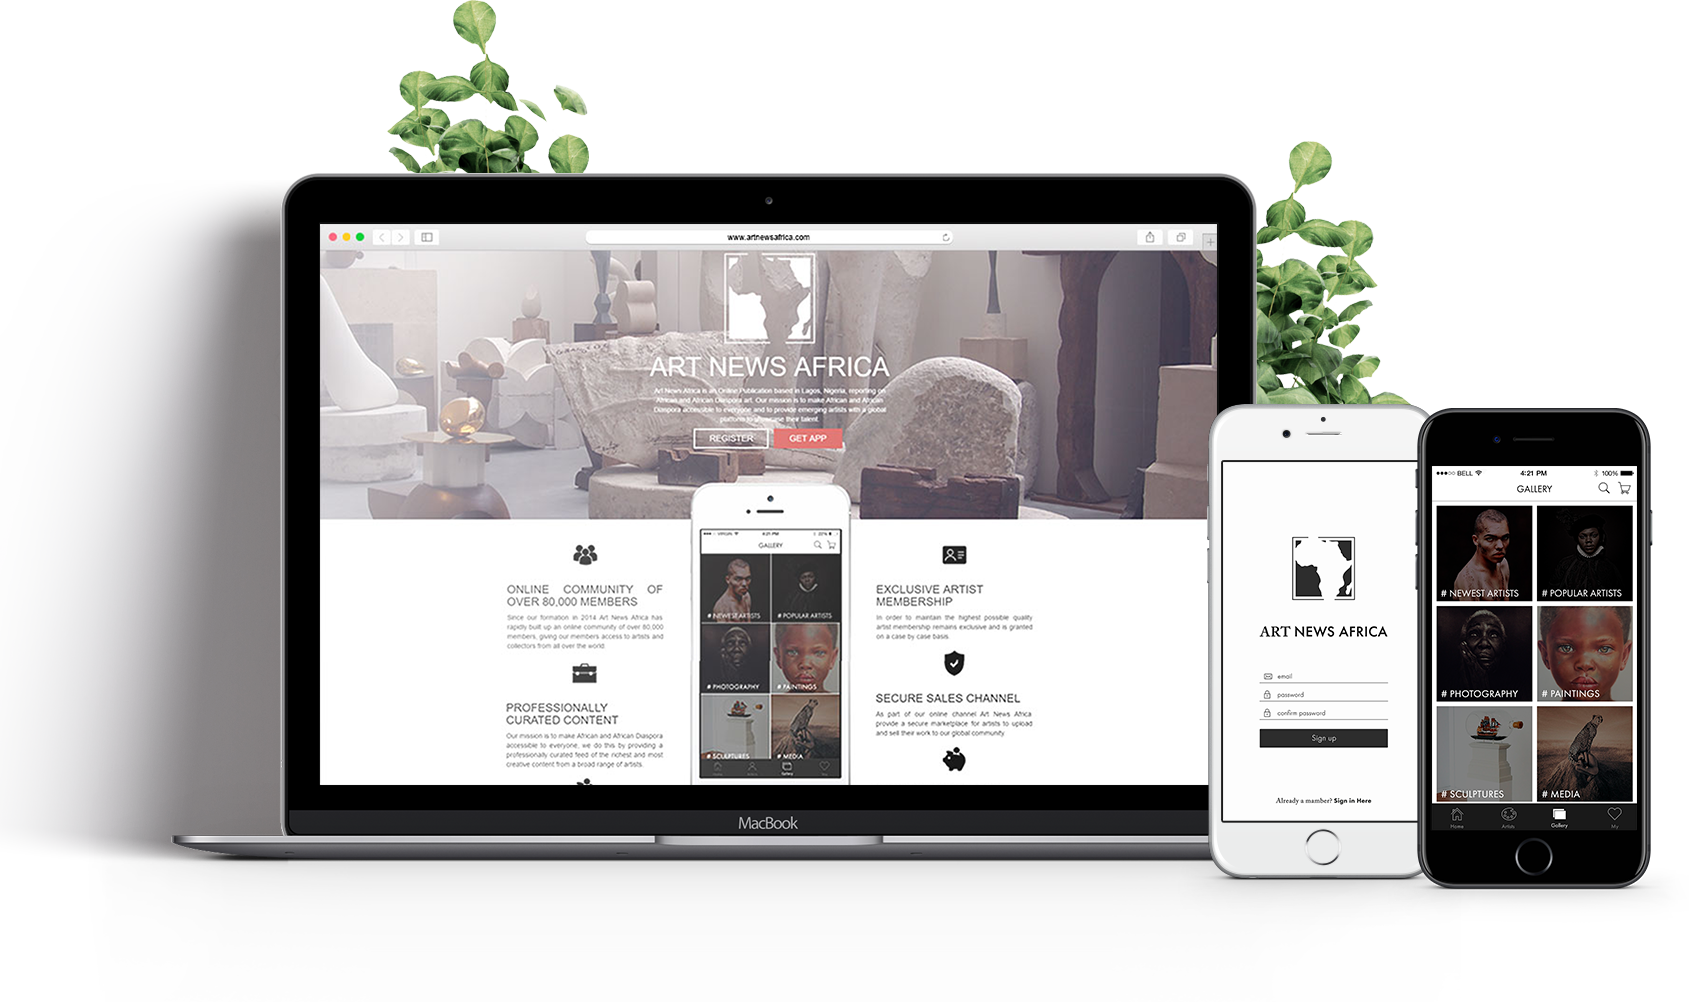 www.artnewsafrica.com
ART NEWS AFRICA
Art News Africa is an Online Publication based in Lagos, Nigeria, reporting on
African and African Diaspora art. Our mission is to make African and African
Diaspora accessible to everyone and to provide emerging artists with a global
platform to showcase their talent.
REGISTER
GET APP
ONLINE COMMUNITY OF
OVER 80,000 MEMBERS
Since our formation in 2014 Art News Africa has
rapidly built up an online community of over 80.000
members, giving our members access to artists and
collectors from all over the world
PROFESSIONALLY
CURATED CONTENT
Our mission is to make African and African Diaspora
accessible to everyone, we do this by providing a
professionally curated feed of the richest and most
creative content from a broad range of artists.
4:21 PM
GALLERY
# NEWEST ARTISTS
# POPULAR ARTISTS
# PHOTOGRAPHY
# PAINTINGS
# SCULPTURES
# MEDIA
Gallery
EXCLUSIVE ARTIST
MEMBERSHIP
In order to maintain the highest possible quality
artist membership remains exclusive and is granted
on a case by case basis
SECURE SALES CHANNEL
As part of our online channel Art News Africa
provide a secure marketplace for artists to upload
and sell their work to our global community
MacBook
ART NEWS AFRICA
email
password
confirm password
Sign up
Already a mamber? Sign in Here
BELL
4:21 PM
100%
GALLERY
# NEWEST ARTISTS
# POPULAR ARTISTS
# PHOTOGRAPHY
# PAINTINGS
# SCULPTURES
# MEDIA
Home
Artists
Gallery
My